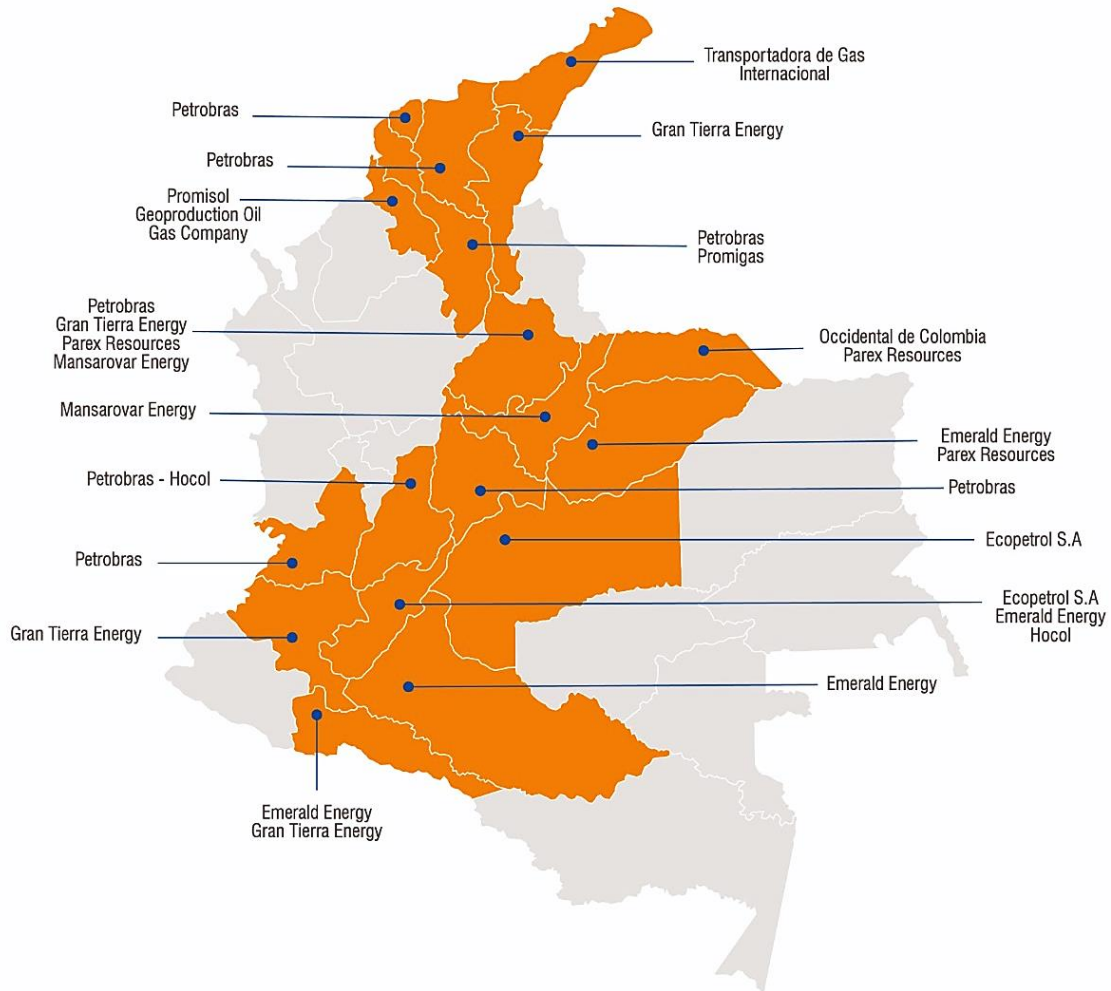 Transportadora de Gas
Internacional
Petrobras
Gran Tierra Energy
Petrobras
Promisol
Geoproduction Oil
Gas Company
Petrobras
Promigas
Petrobras
Gran Tierra Energy
Parex Resources
Mansarovar Energy
Occidental de Colombia
Parex Resources
Mansarovar Energy
Emerald Energy
Parex Resources
Petrobras - Hocol
Petrobras
Ecopetrol S.A
Petrobras
Ecopetrol S.A
Emerald Energy
Hocol
Gran Tierra Energy
Emerald Energy
Emerald Energy
Gran Tierra Energy